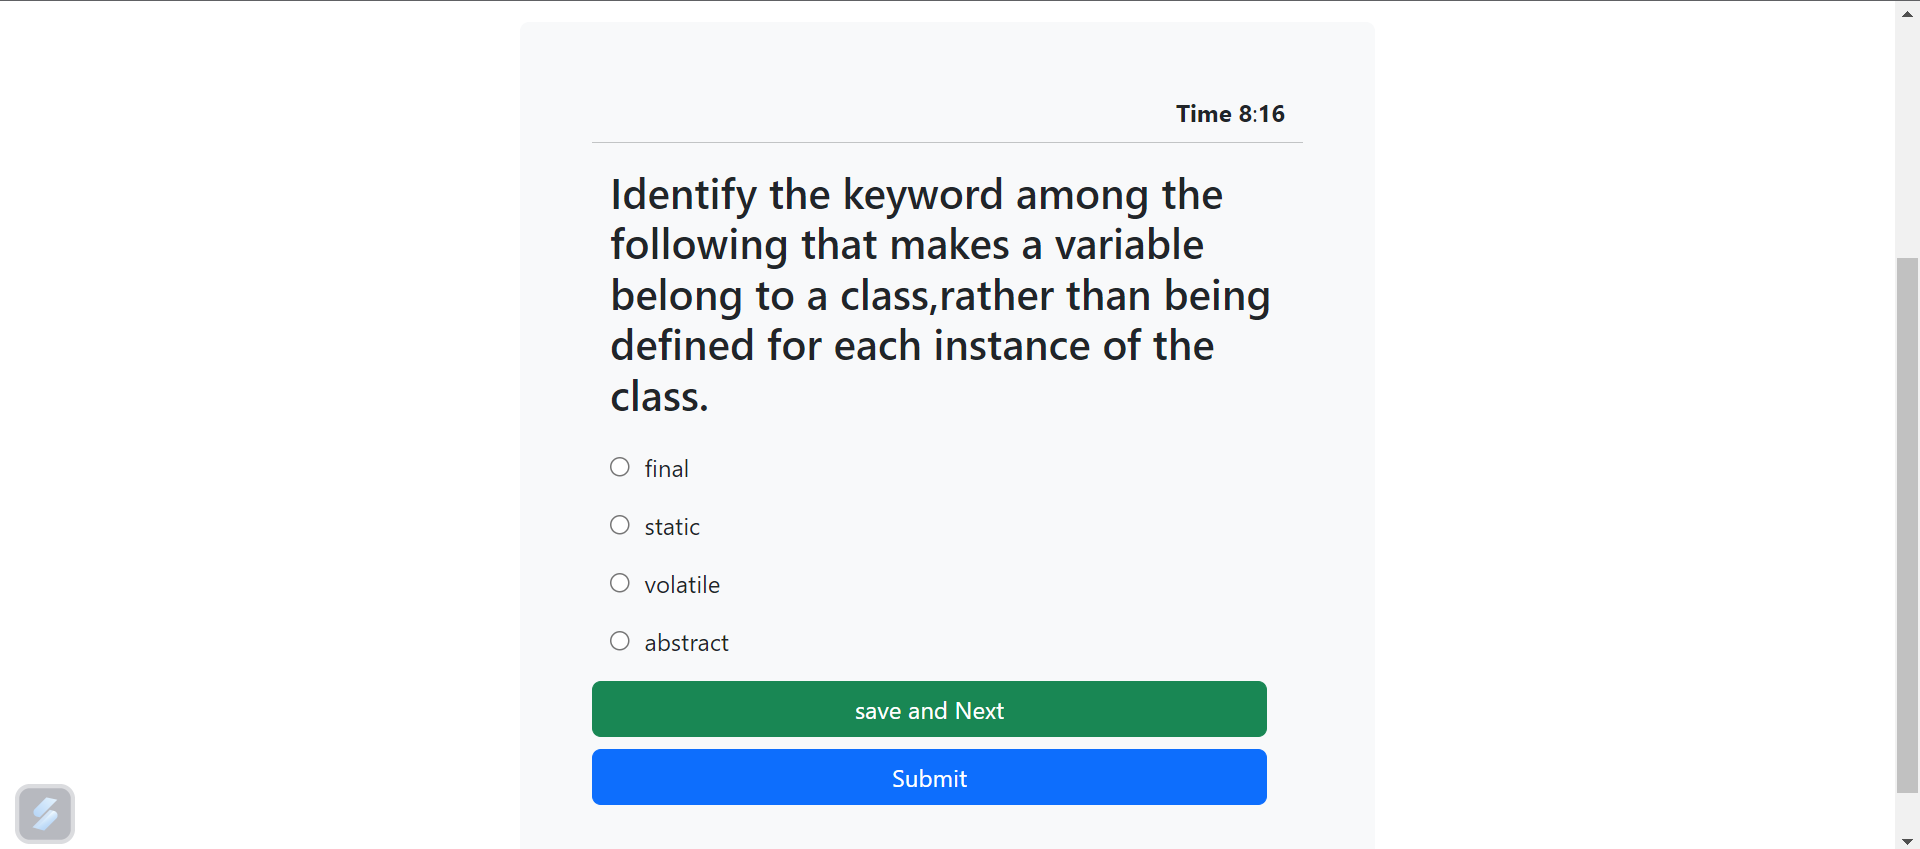 Time 8:16
Identify the keyword among the
following that makes a variable
belong to a class,rather than being
defined for each instance of the
class.
final
static
volatile
abstract
save and Next
Submit